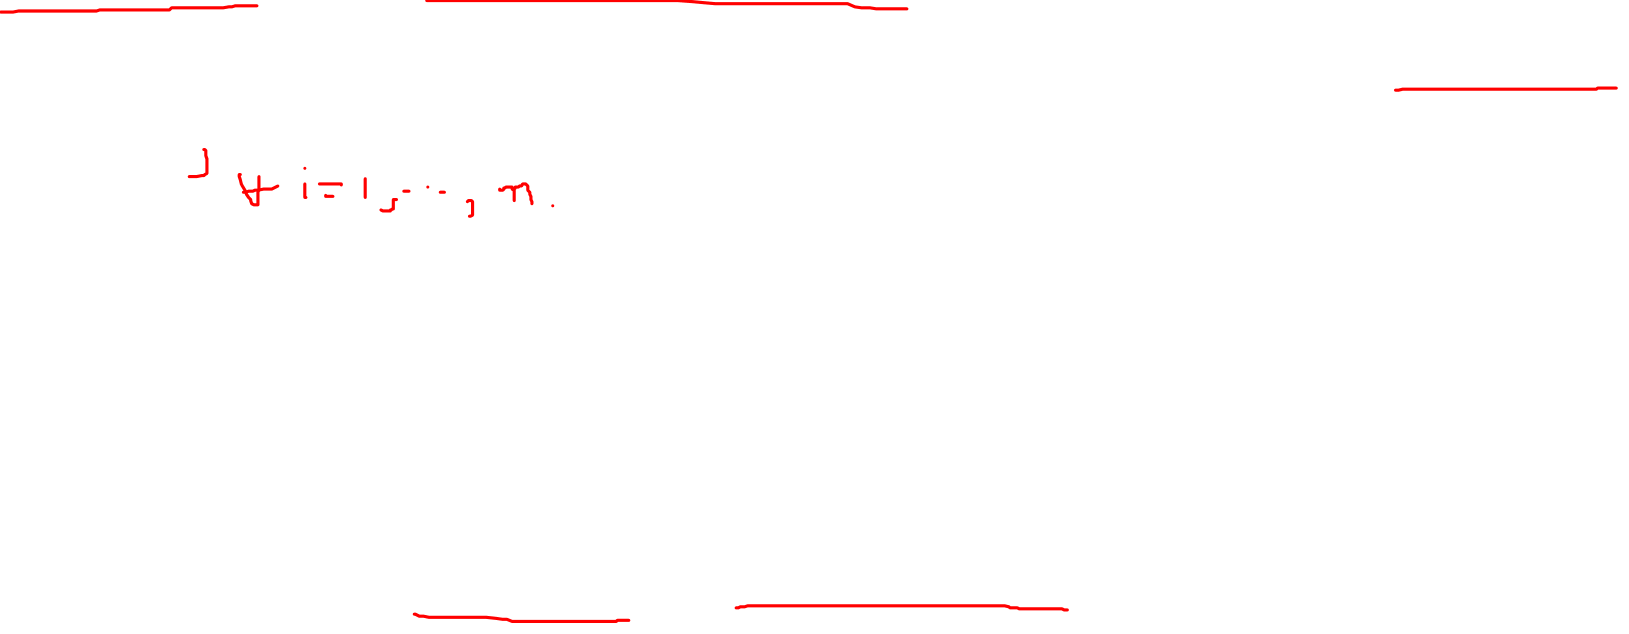 , ∀ i = 1, ..., n.